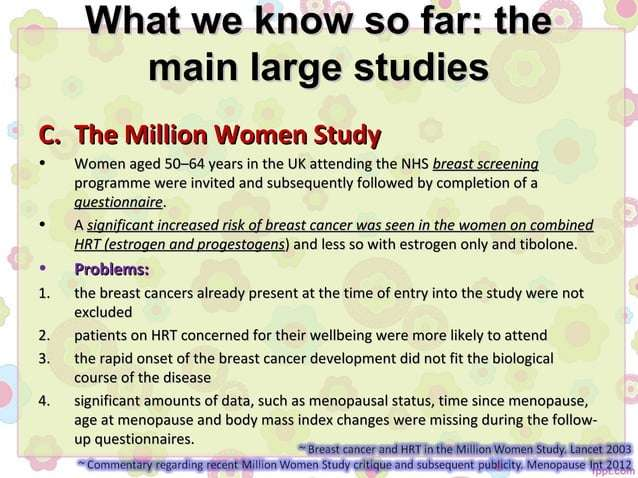 What we know so far: the
main large studies
C. The Million Women Study
• Women aged 50–64 years in the UK attending the NHS breast screening
programme were invited and subsequently followed by completion of a
questionnaire.
• A significant increased risk of breast cancer was seen in the women on combined
HRT (estrogen and progestogens) and less so with estrogen only and tibolone.
• Problems:
1. the breast cancers already present at the time of entry into the study were not
excluded
2. patients on HRT concerned for their wellbeing were more likely to attend
3. the rapid onset of the breast cancer development did not fit the biological
course of the disease
4. significant amounts of data, such as menopausal status, time since menopause,
age at menopause and body mass index changes were missing during the follow-
up questionnaires.
~ Breast cancer and HRT in the Million Women Study. Lancet 2003
~ Commentary regarding recent Million Women Study critique and subsequent publicity. Menopause Int 2012
fppt.com